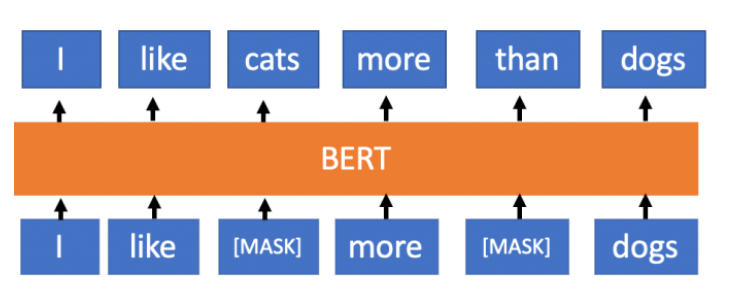 I like cats more than dogs
BERT
I like [MASK] more [MASK] dogs